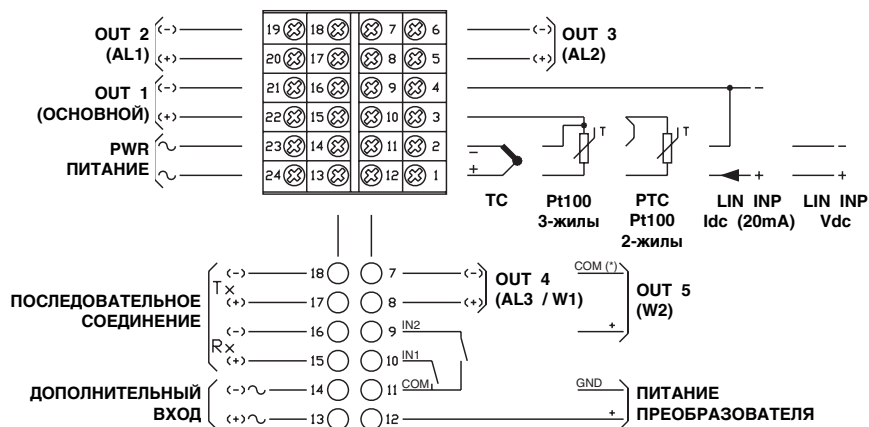 OUT 2
(AL1)
(-)
(+)
19 18 7 6
20 17 8 5
(-)
(+)
OUT 3
(AL2)
OUT 1
(ОСНОВНОЙ)
(-)
(+)
21 16 9 4
22 15 10 3
-
PWR
ПИТАНИЕ
23 14 11 2
24 13 12 1
-
+
T
T
+
-
+
TC
Pt100
3-жилы
PTC
Pt100
2-жилы
LIN INP
Idc (20mA)
LIN INP
Vdc
ПОСЛЕДОВАТЕЛЬНОЕ
СОЕДИНЕНИЕ
Tx
Rx
(-) 18
(+) 17
(-) 16
(+) 15
7 (-)
8 (+)
OUT 4
(AL3 / W1)
COM (*)
+
OUT 5
(W2)
9 IN2
10 IN1
11 COM
ДОПОЛНИТЕЛЬНЫЙ
ВХОД
(-) 14
(+) 13
12
GND
+
ПИТАНИЕ
ПРЕОБРАЗОВАТЕЛЯ